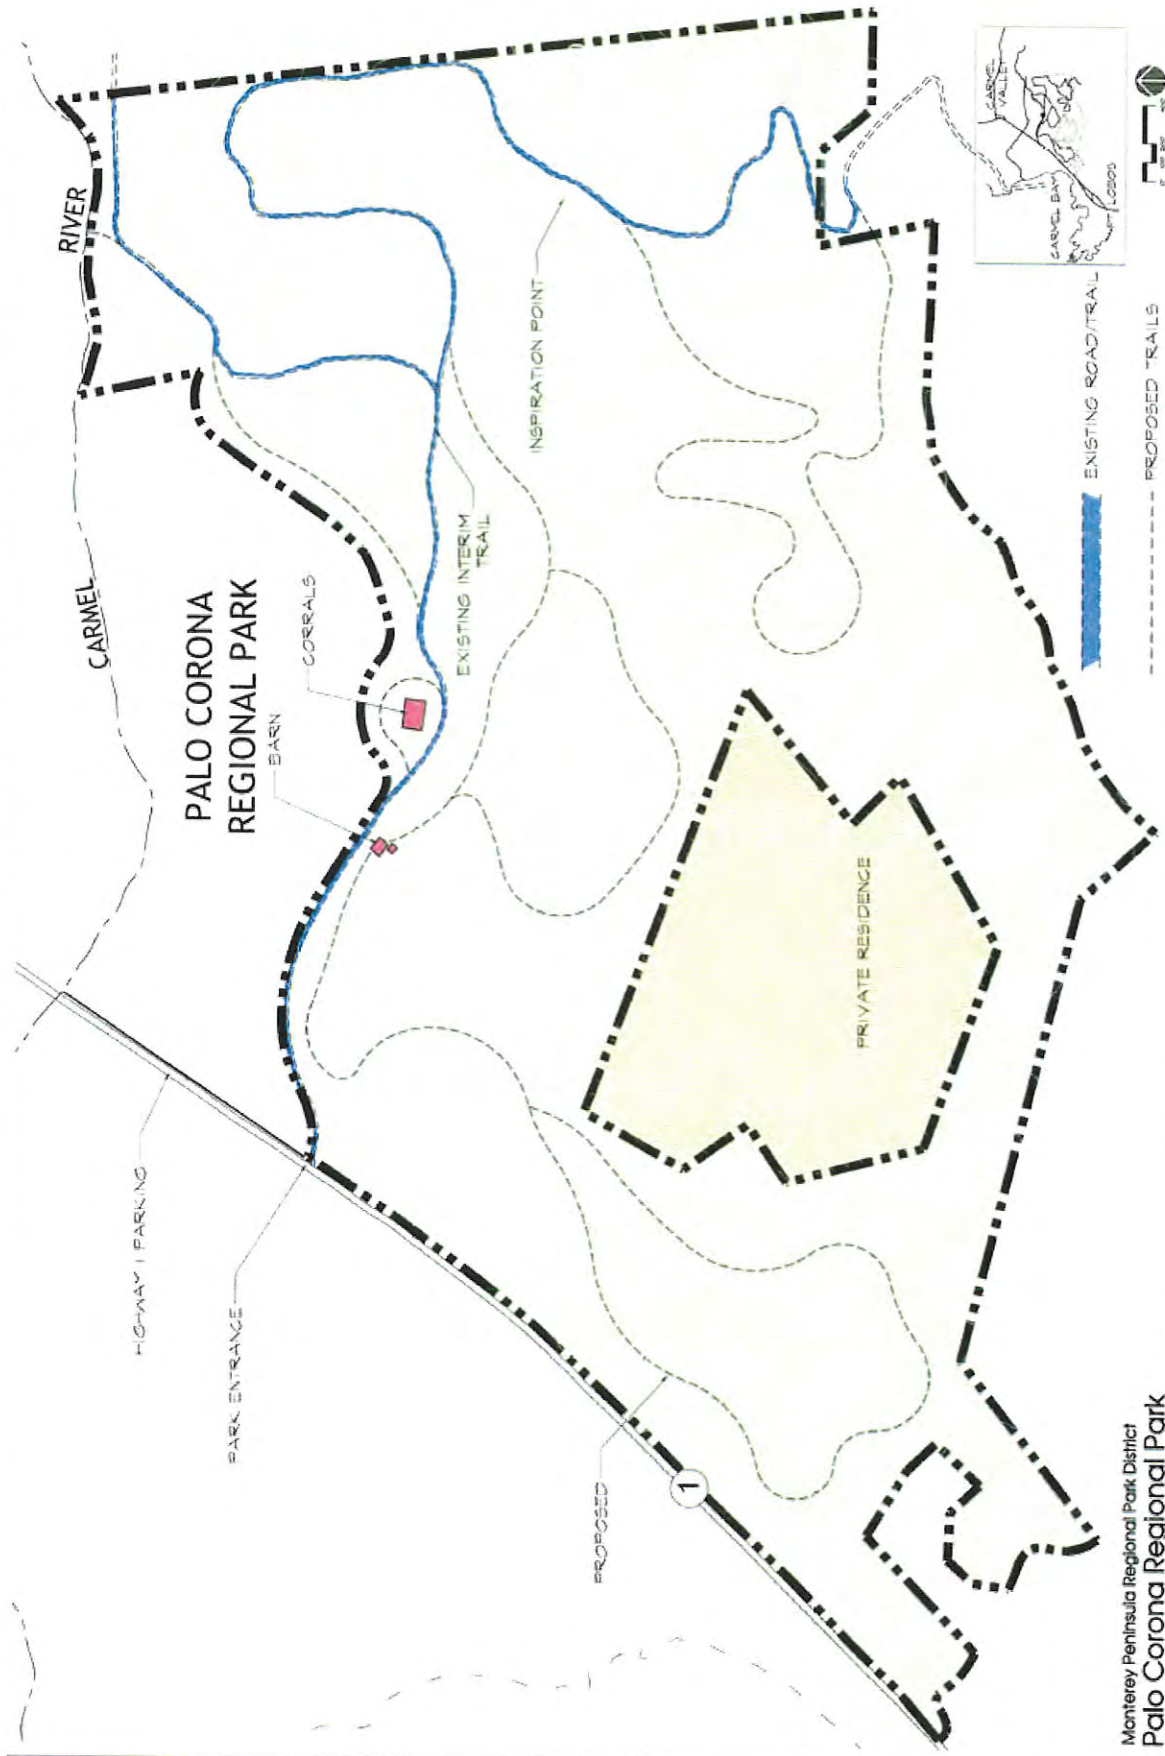 CARMEL
RIVER
PALO CORONA
REGIONAL PARK
HIGHWAY 1 PARKING
PARK ENTRANCE
BARN
CORRALS
EXISTING INTERIM
TRAIL
INSPIRATION POINT
PROPOSED
1
PRIVATE RESIDENCE
EXISTING ROAD/TRAIL
PROPOSED TRAILS
CARMEL
VALLEY
CARMEL BAY
PT LOBOS
Monterey Peninsula Regional Park District
Palo Corona Regional Park